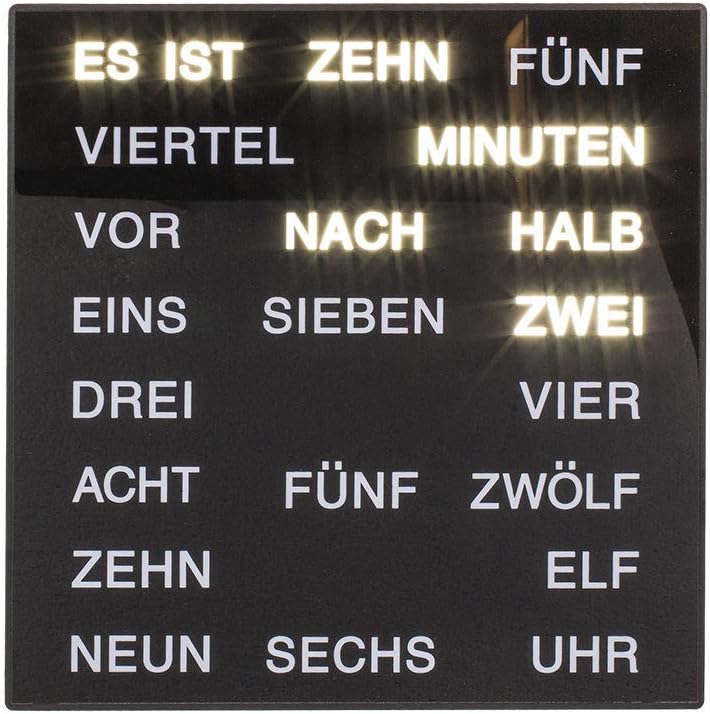 ES IST ZEHN FÜNF
VIERTEL MINUTEN
VOR NACH HALB
EINS SIEBEN ZWEI
DREI VIER
ACHT FÜNF ZWÖLF
ZEHN ELF
NEUN SECHS UHR